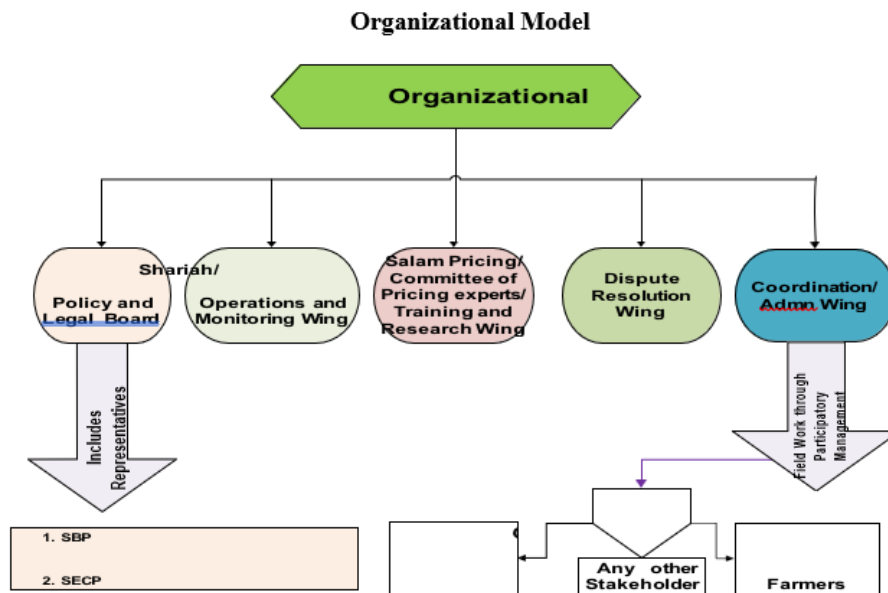 Organizational Model
Organizational
Shariah/
Policy and
Legal Board
Operations and
Monitoring Wing
Salam Pricing/
Committee of
Pricing experts/
Training and
Research Wing
Dispute
Resolution
Wing
Coordination/
Admn Wing
Includes
Representatives
Field Work through
Participatory
Management
1. SBP
2. SECP
Any other
Stakeholder
Farmers